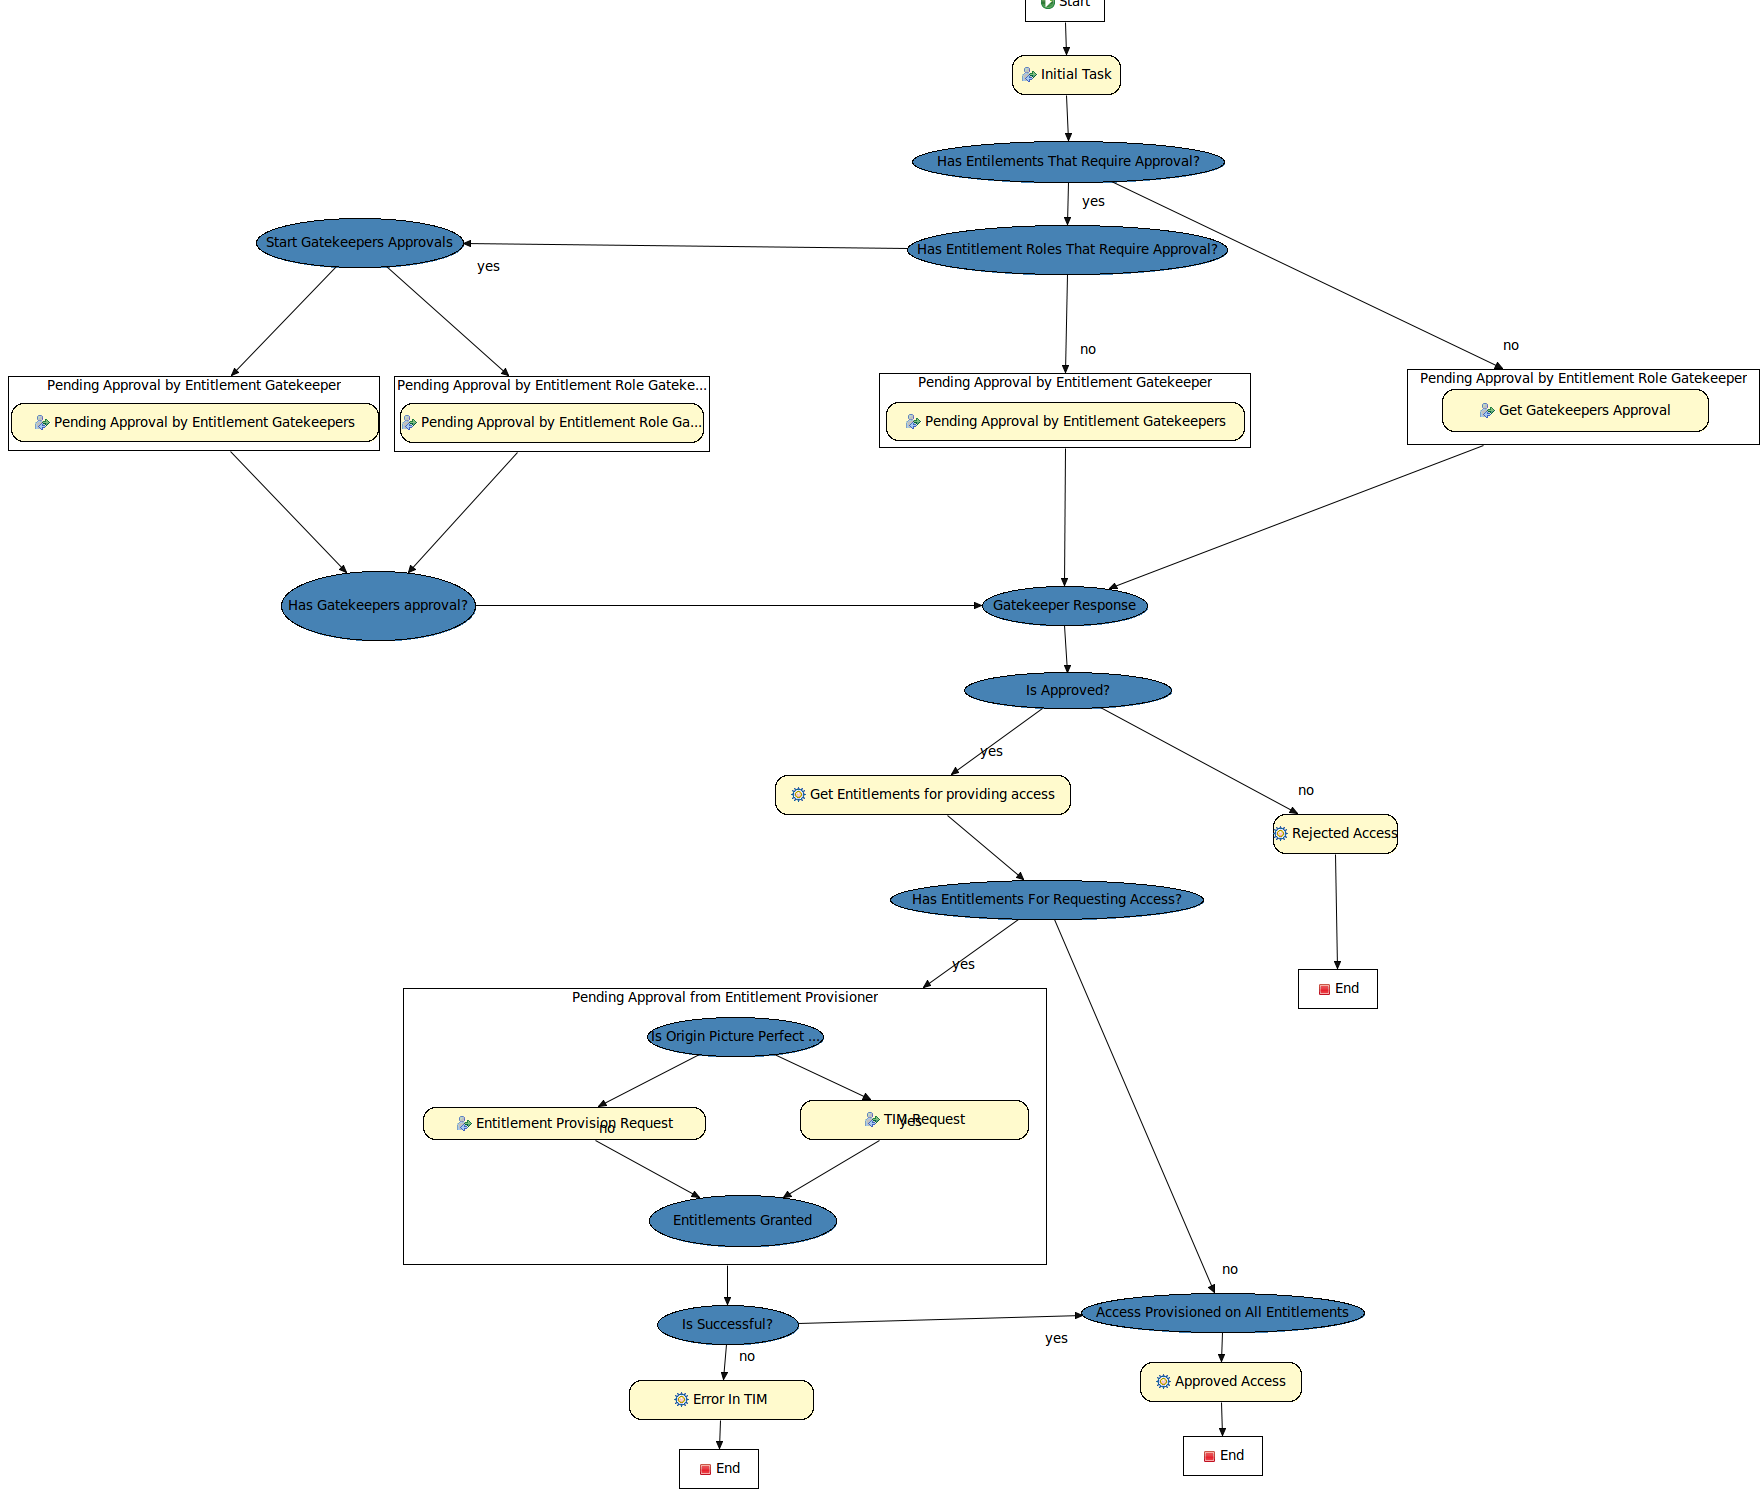 Start
Initial Task
Has Entilements That Require Approval?
yes
Start Gatekeepers Approvals
Has Entitlement Roles That Require Approval?
yes
no
no
Pending Approval by Entitlement Gatekeeper
Pending Approval by Entitlement Gatekeepers
Pending Approval by Entitlement Role Gateke...
Pending Approval by Entitlement Role Ga...
Pending Approval by Entitlement Gatekeeper
Pending Approval by Entitlement Gatekeepers
Pending Approval by Entitlement Role Gatekeeper
Get Gatekeepers Approval
Has Gatekeepers approval?
Gatekeeper Response
Is Approved?
yes
no
Get Entitlements for providing access
Rejected Access
Has Entitlements For Requesting Access?
yes
End
Pending Approval from Entitlement Provisioner
Is Origin Picture Perfect ...
Entitlement Provision Request
no
TIM Request
yes
Entitlements Granted
no
Is Successful?
Access Provisioned on All Entitlements
yes
no
Error In TIM
Approved Access
End
End